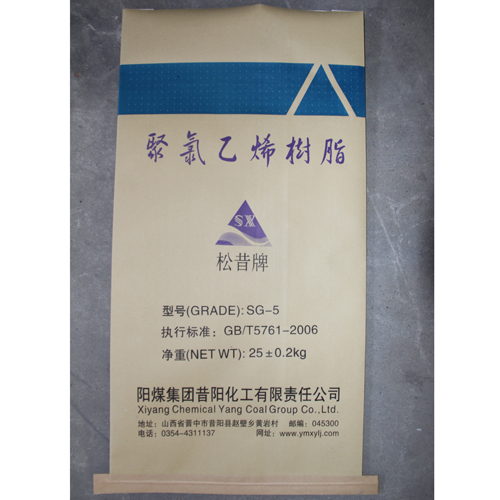 聚氯乙烯樹脂
SX
松昔牌
型号(GRADE): SG-5
执行标准: GB/T5761-2006
净重(NET WT): 25±0.2kg
阳煤集团昔阳化工有限责任公司
Xiyang Chemical Yang Coal Group Co., Ltd.
地址: 山西省晋中市昔阳县赵壁乡黄岩村 邮编: 045300
电话: 0354-4311137 网址: www.ymxylj.com